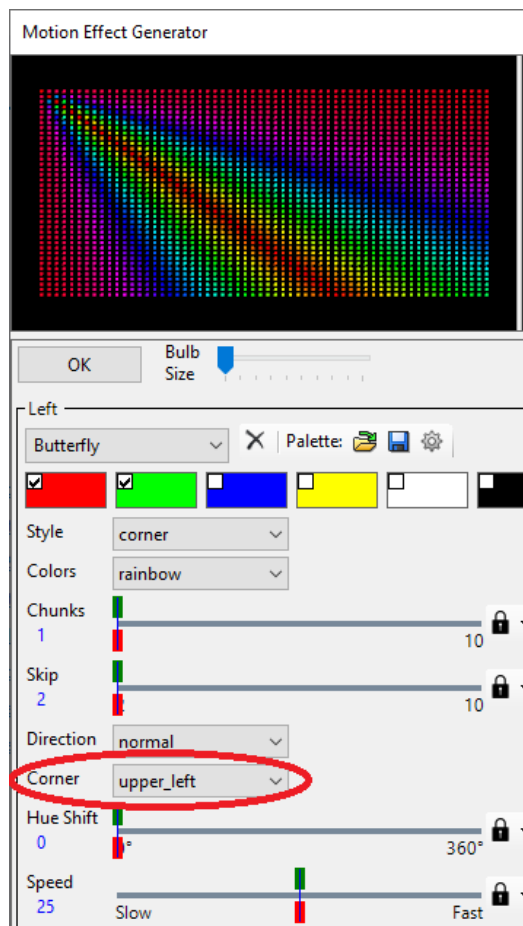 Motion Effect Generator
OK
Bulb
Size
Left
Butterfly
Palette:
Style
corner
Colors
rainbow
Chunks
1
10
Skip
2
10
Direction
normal
Corner
upper_left
Hue Shift
0
360°
Speed
25
Slow
Fast